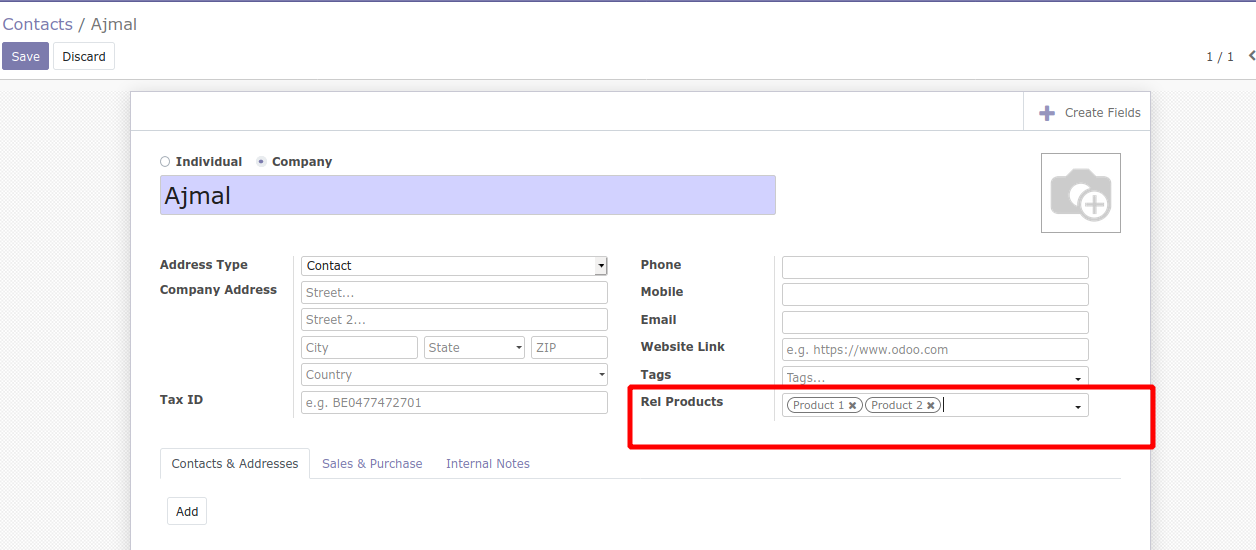 Contacts / Ajmal
Save Discard 1 / 1
Create Fields
Individual Company
Ajmal
Address Type Contact
Company Address Street...
Street 2...
City State ZIP
Country
Tax ID e.g. BE0477472701
Phone
Mobile
Email
Website Link e.g. https://www.odoo.com
Tags Tags...
Rel Products Product 1 Product 2
Contacts & Addresses Sales & Purchase Internal Notes
Add